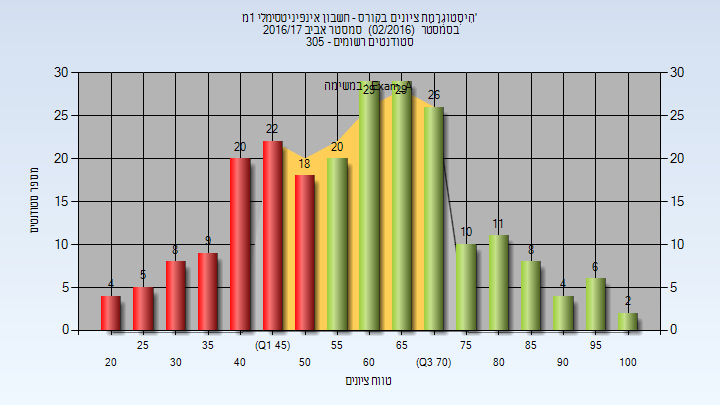 היסטוגרמת ציונים בקורס - חשבון אינפיניטסימלי 1מ'
בסמסטר (02/2016) סמסטר אביב 2016/17
סטודנטים רשומים - 305
במשימה: Exam_A
מספר סטודנטים
30 25 20 15 10 5 0
4 5 8 9 20 22 18 20 29 29 26 10 11 8 4 6 2
30 25 20 15 10 5 0
25 35 (Q1 45) 55 65 75 85 95
20 30 40 50 60 (Q3 70) 80 90 100
טווח ציונים